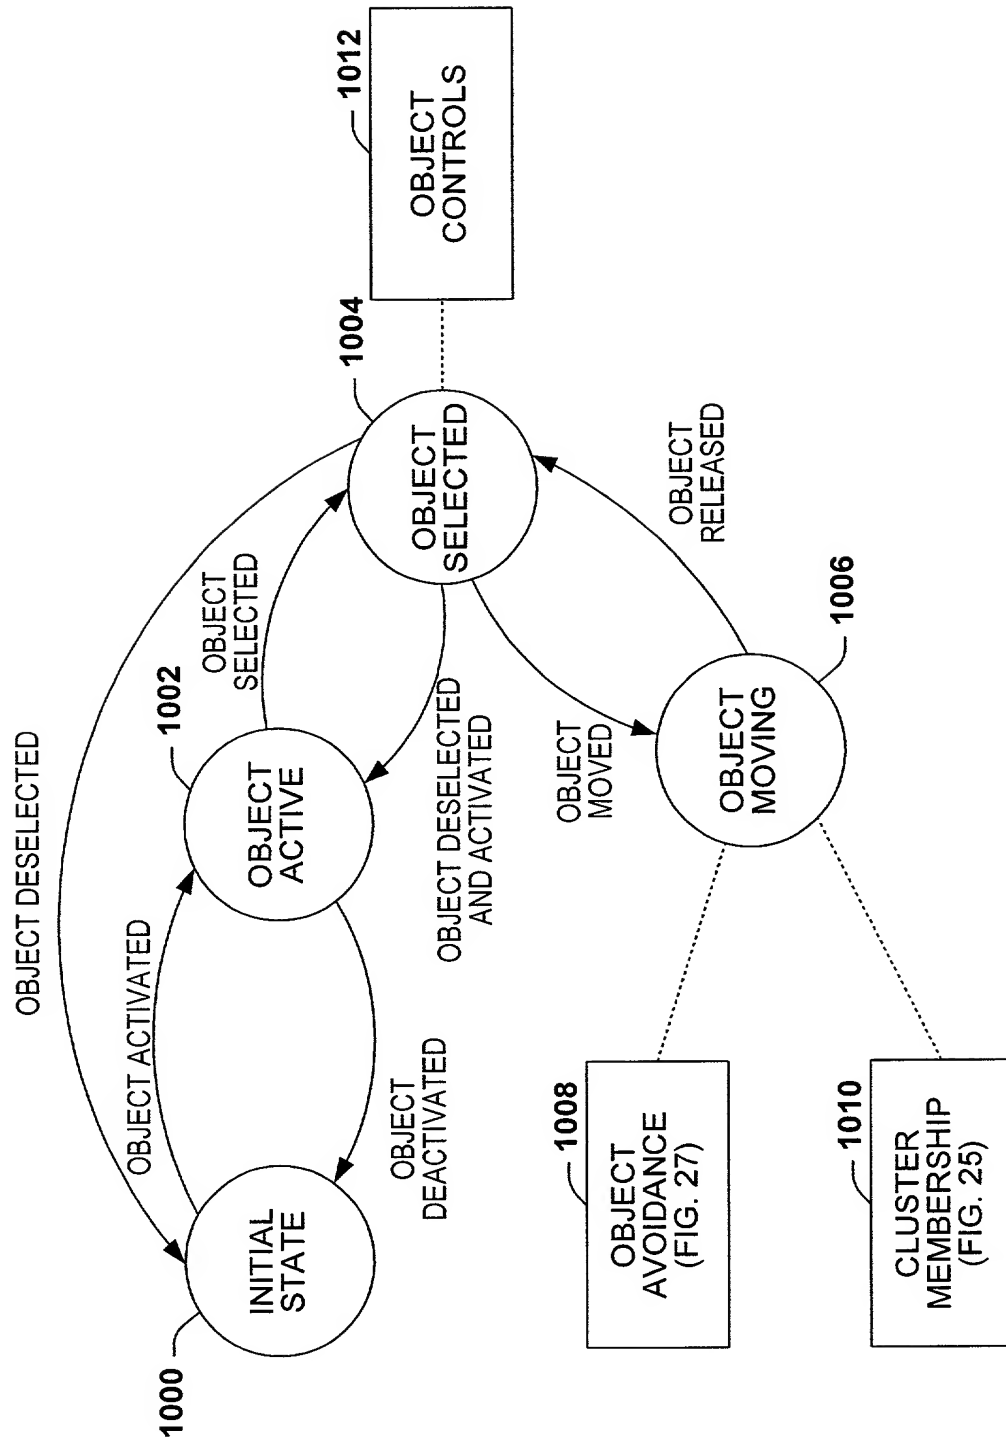 OBJECT DESELECTED
OBJECT ACTIVATED
1002
OBJECT
SELECTED
1004
1012
OBJECT
CONTROLS
1000
INITIAL
STATE
OBJECT
ACTIVE
OBJECT
SELECTED
OBJECT
DEACTIVATED
OBJECT DESELECTED
AND ACTIVATED
OBJECT
MOVED
OBJECT
RELEASED
1008
OBJECT
AVOIDANCE
(FIG. 27)
OBJECT
MOVING
1006
1010
CLUSTER
MEMBERSHIP
(FIG. 25)